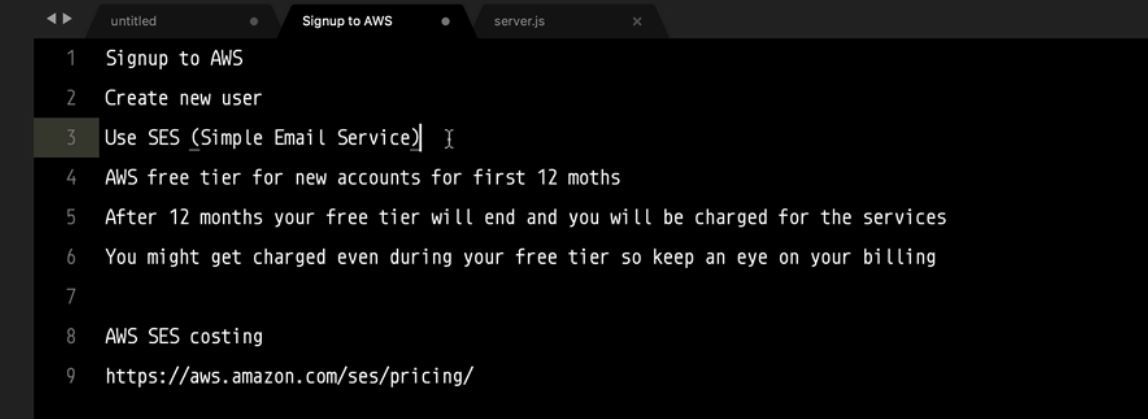 untitled
Signup to AWS
server.js
1 Signup to AWS
2 Create new user
3 Use SES (Simple Email Service)
4 AWS free tier for new accounts for first 12 moths
5 After 12 months your free tier will end and you will be charged for the services
6 You might get charged even during your free tier so keep an eye on your billing
7
8 AWS SES costing
9 https://aws.amazon.com/ses/pricing/